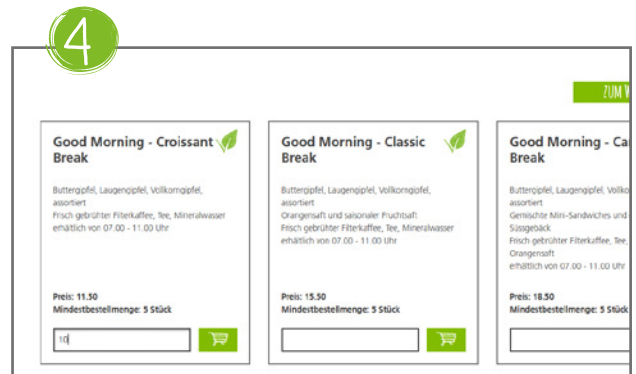 4
ZUM W
Good Morning - Croissant
Break
Buttergipfel, Laugengipfel, Vollkorngipfel,
assortiert
Frisch gebrühter Filterkaffee, Tee, Mineralwasser
erhältlich von 07.00 - 11.00 Uhr
Preis: 11.50
Mindestbestellmenge: 5 Stück
10
Good Morning - Classic
Break
Buttergipfel, Laugengipfel, Vollkorngipfel,
assortiert
Orangensaft und saisonaler Fruchtsaft
Frisch gebrühter Filterkaffee, Tee, Mineralwasser
erhältlich von 07.00 - 11.00 Uhr
Preis: 15.50
Mindestbestellmenge: 5 Stück
Good Morning - Ca
Break
Buttergipfel, Laugengipfel, Vollko
assortiert
Gemischte Mini-Sandwiches und
Süssgebäck
Frisch gebrühter Filterkaffee, Tee,
Orangensaft
erhältlich von 07.00 - 11.00 Uhr
Preis: 18.50
Mindestbestellmenge: 5 Stück